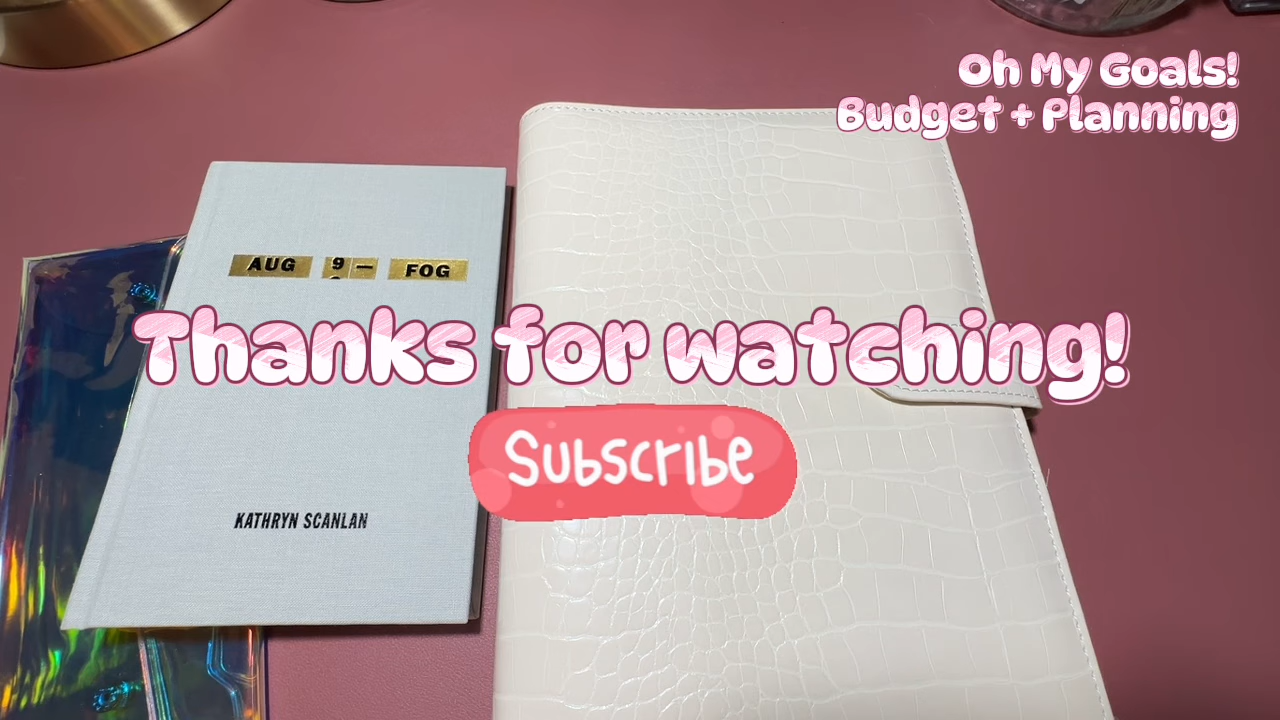 Oh My Goals!
Budget + Planning
AUG 9 — FOG
Thanks for watching!
Subscribe
KATHRYN SCANLAN